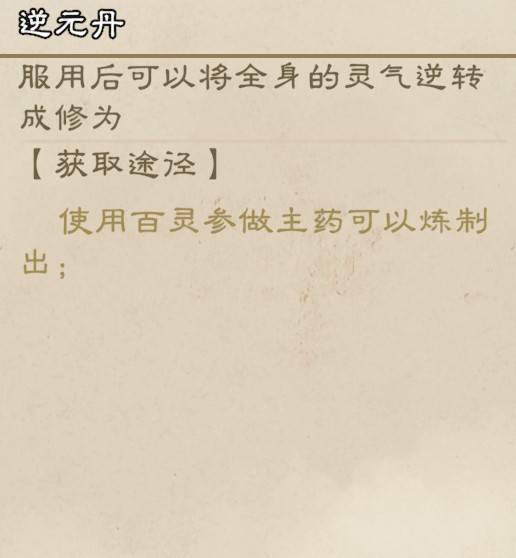 逆元丹
服用后可以将全身的灵气逆转
成修为
【获取途径】
使用百灵参做主药可以炼制
出；